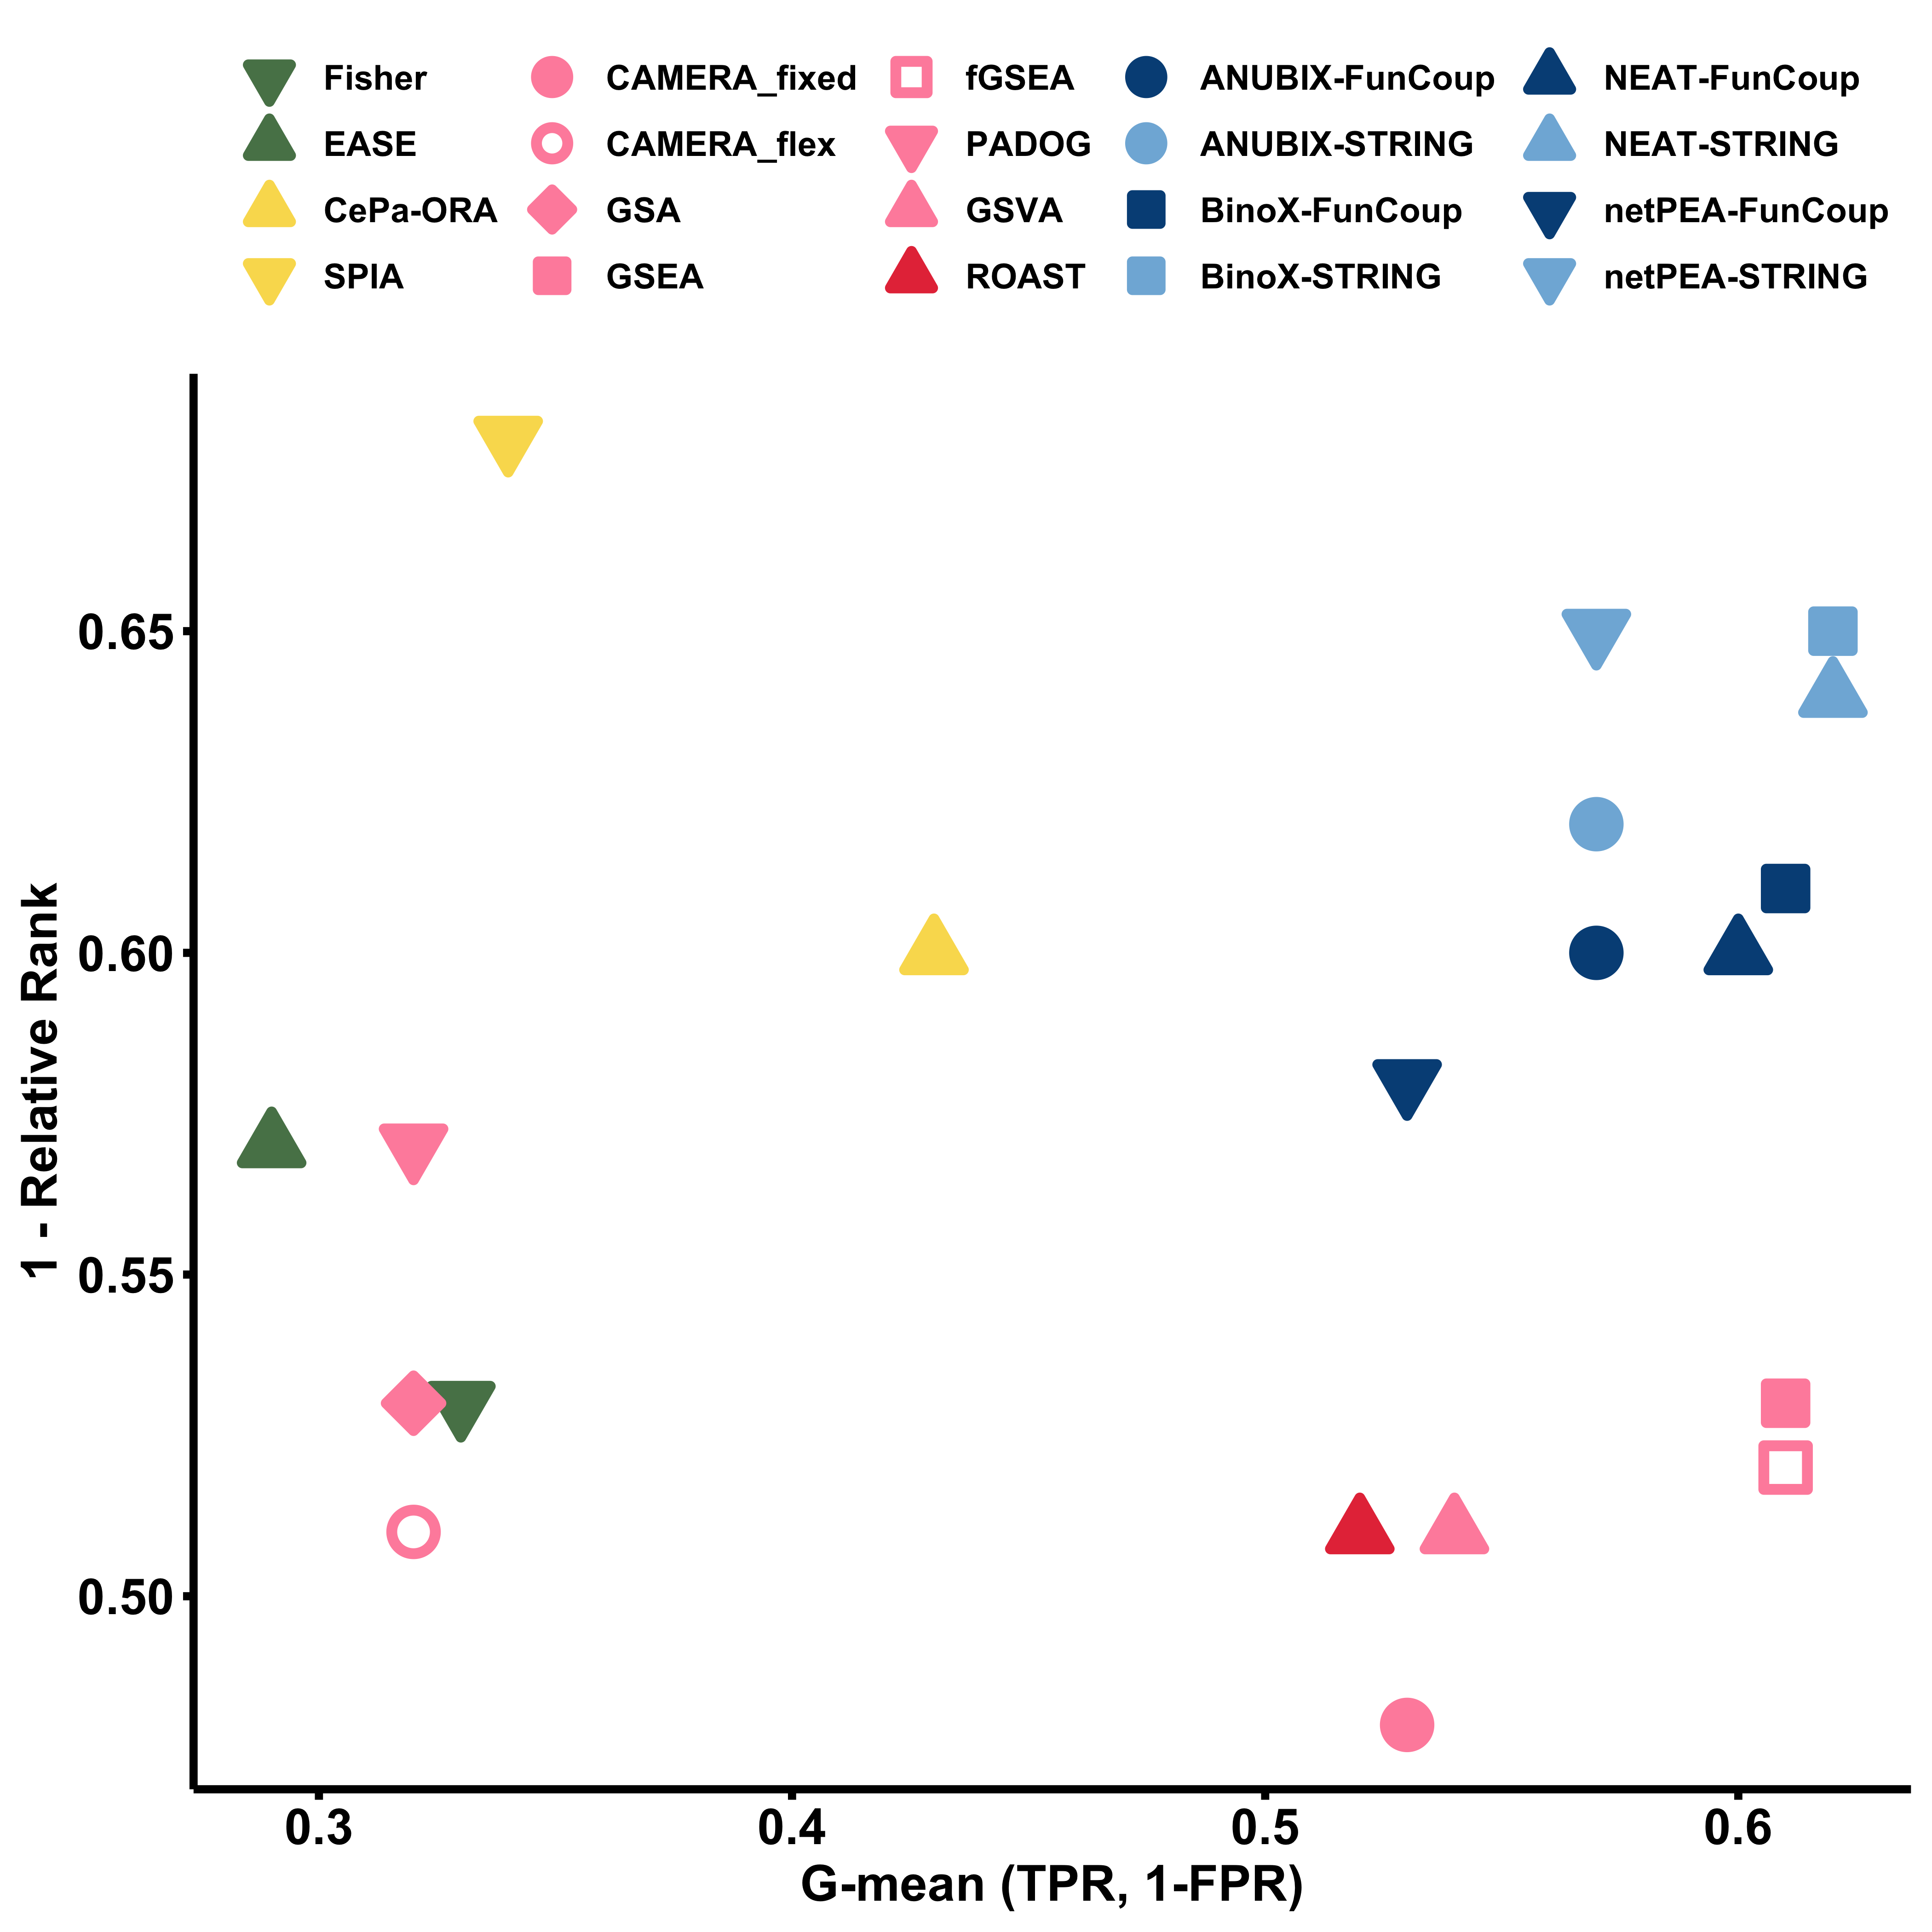 Fisher CAMERA_fixed fGSEA ANUBIX-FunCoup NEAT-FunCoup
EASE CAMERA_flex PADOG ANUBIX-STRING NEAT-STRING
CePa-ORA GSA GSVA BinoX-FunCoup netPEA-FunCoup
SPIA GSEA ROAST BinoX-STRING netPEA-STRING
1 - Relative Rank
0.65
0.60
0.55
0.50
0.3 0.4 0.5 0.6
G-mean (TPR, 1-FPR)